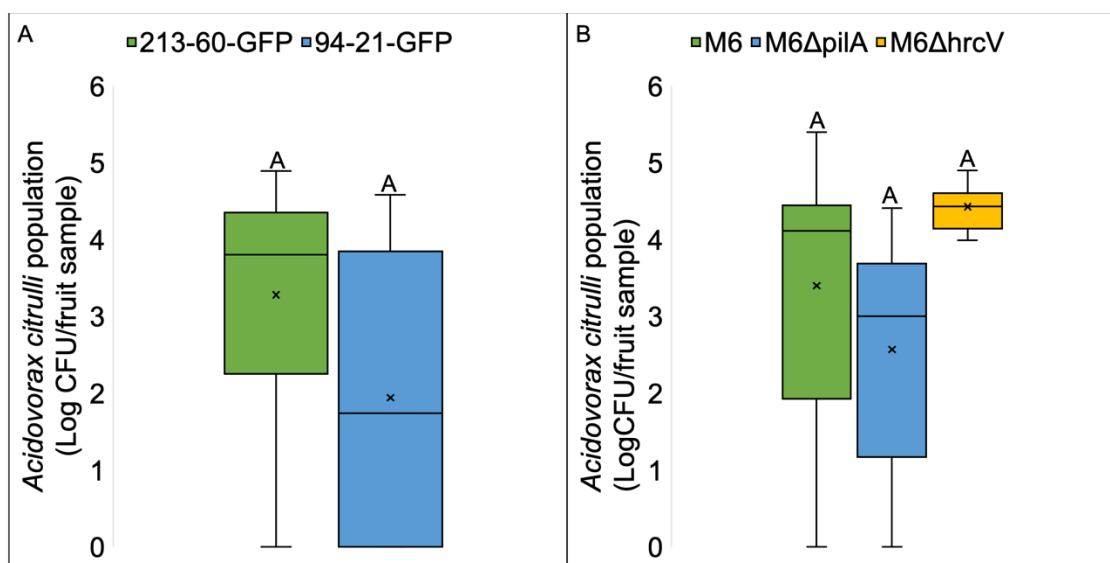 A
213-60-GFP 94-21-GFP
Acidovorax citrulli population
(Log CFU/fruit sample)
6
5
4
3
2
1
0
A
A
B
M6 M6ΔpilA M6ΔhrcV
Acidovorax citrulli population
(LogCFU/fruit sample)
6
5
4
3
2
1
0
A
A
A